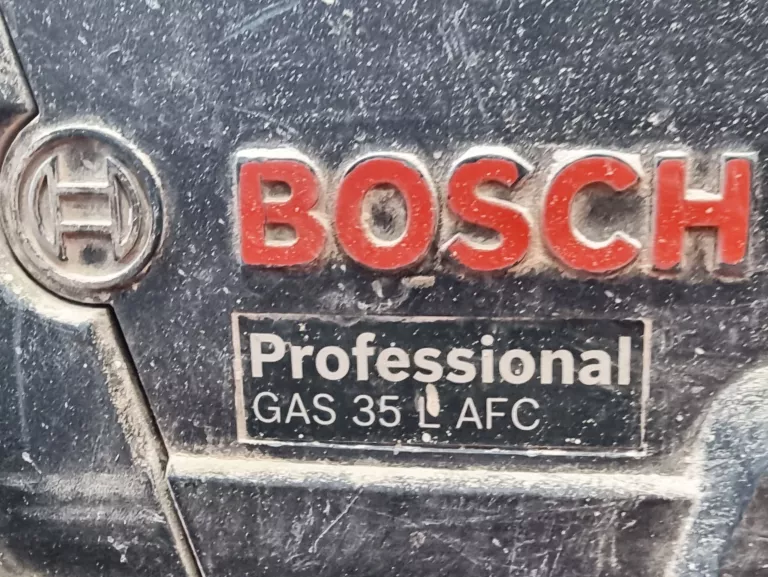 BOSCH
Professional
GAS 35 L AFC